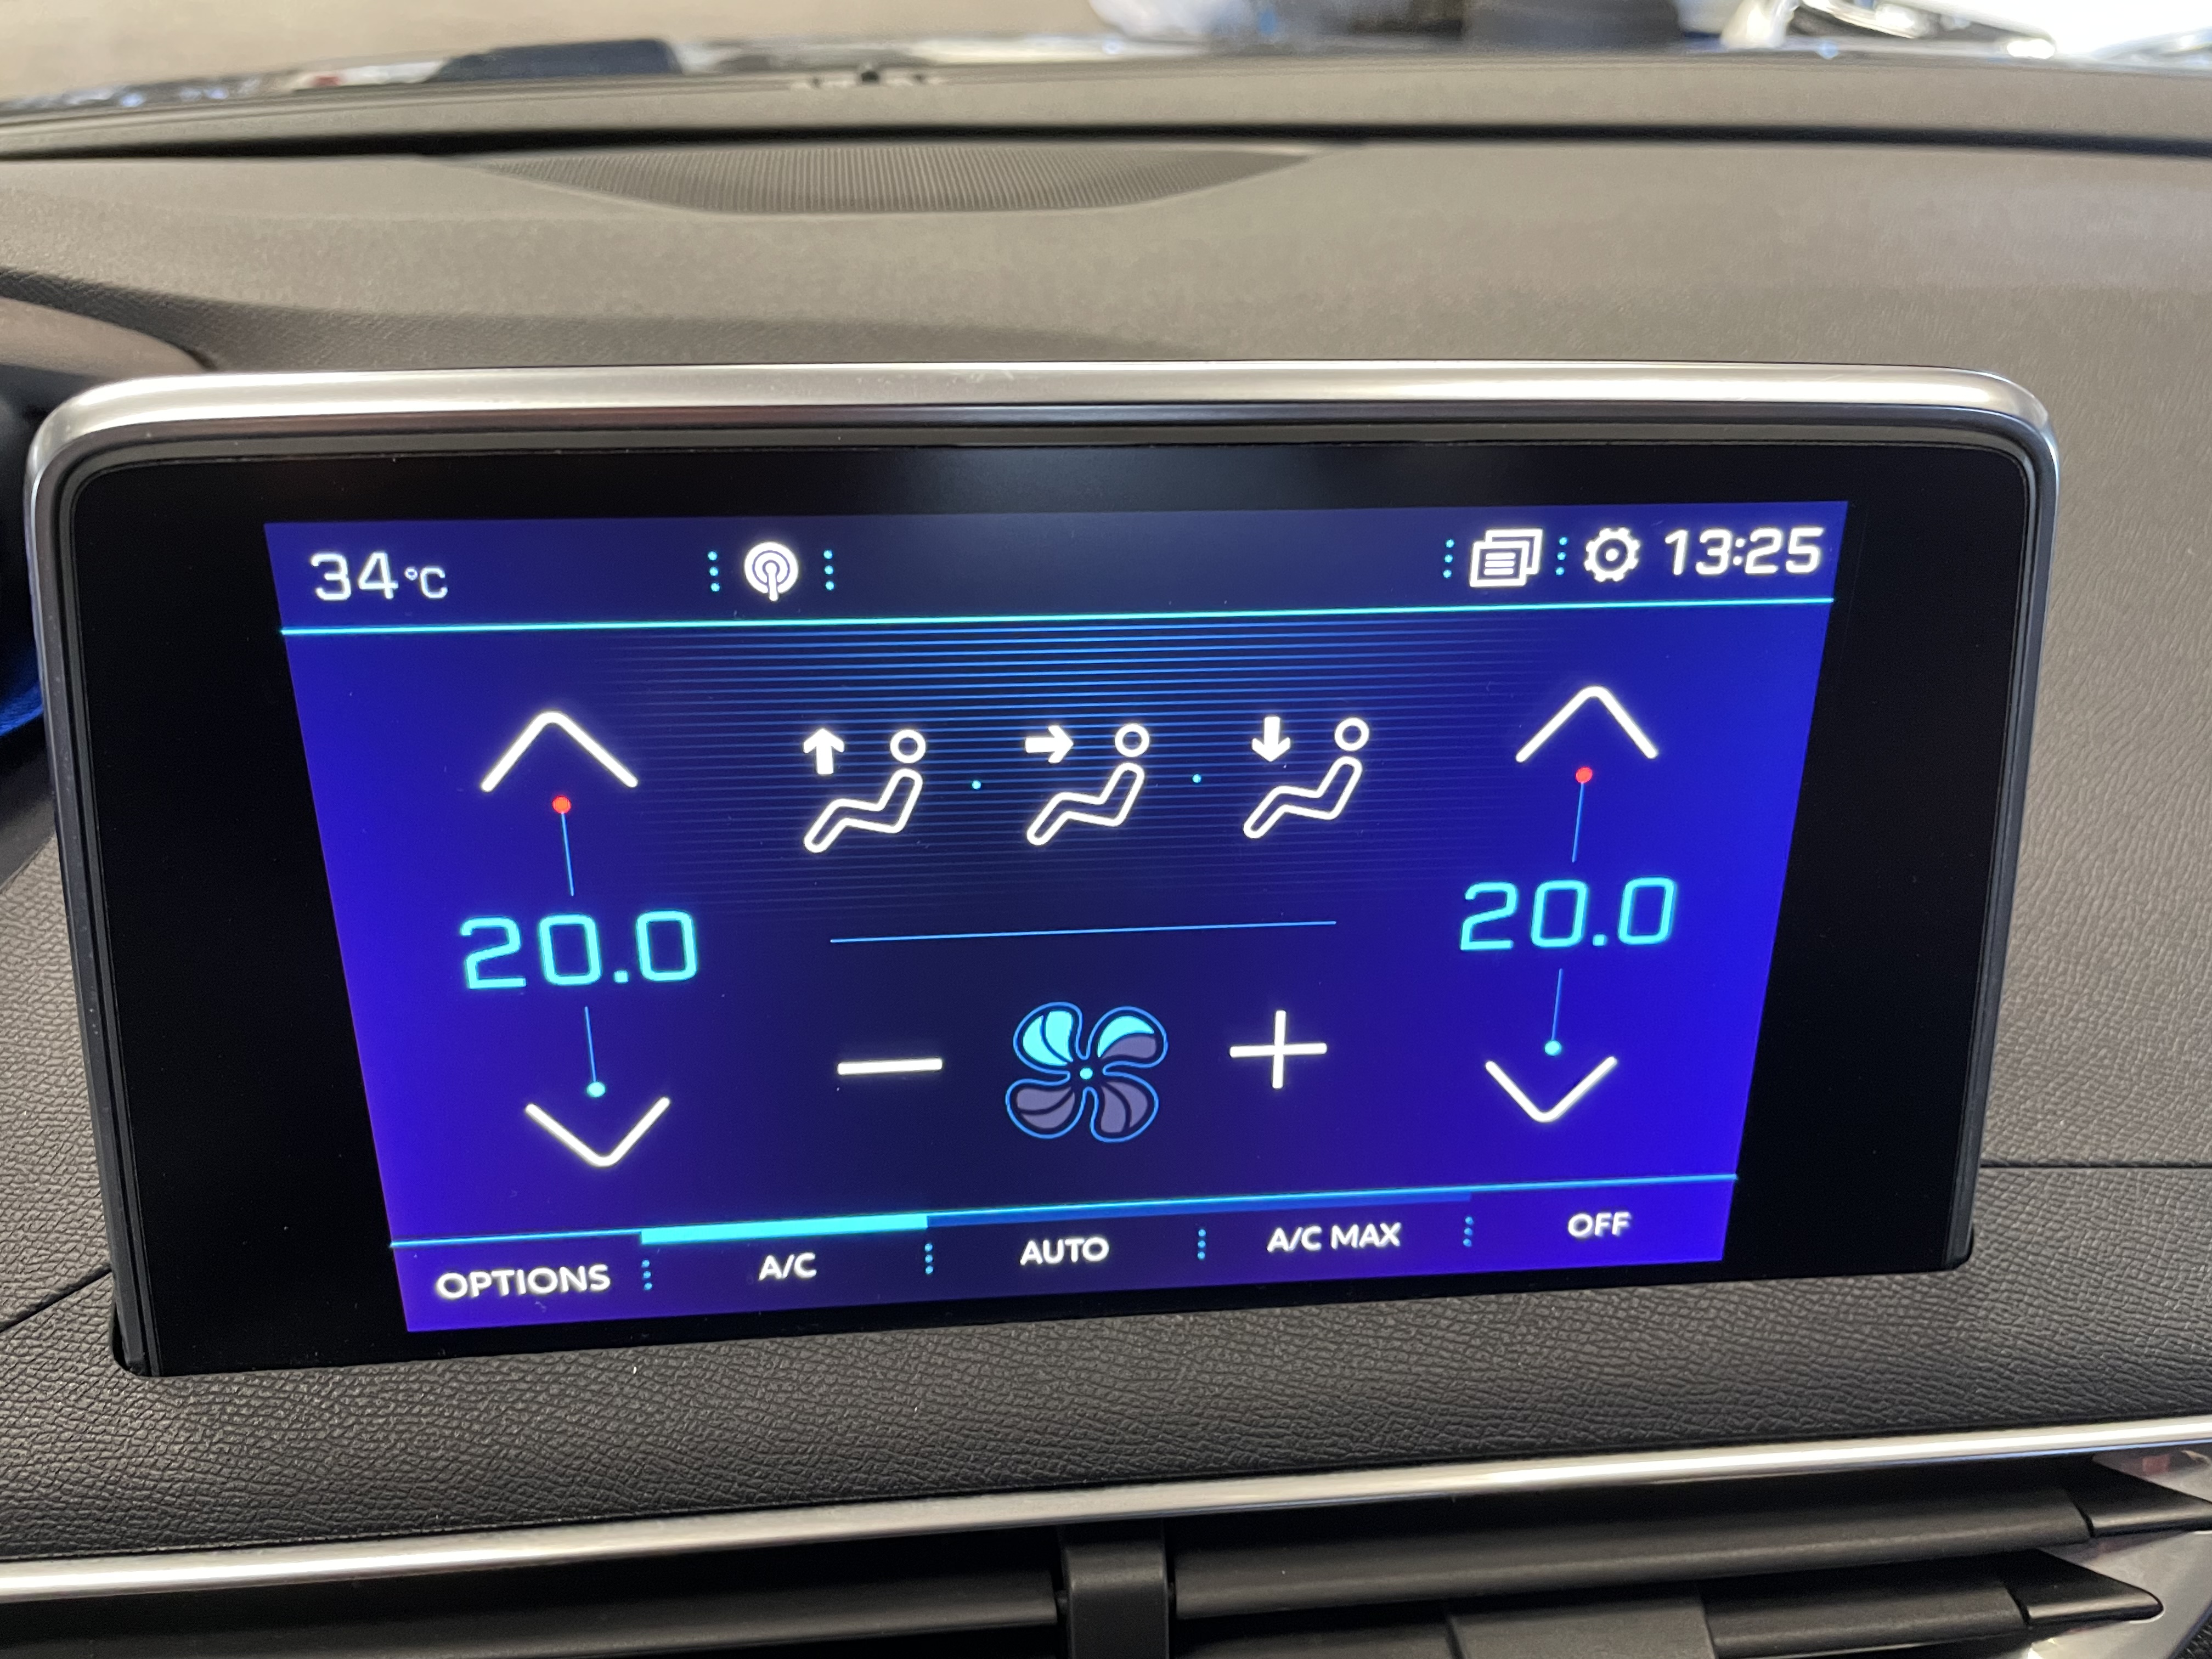 34°C 13:25
20.0 20.0
OPTIONS A/C AUTO A/C MAX OFF